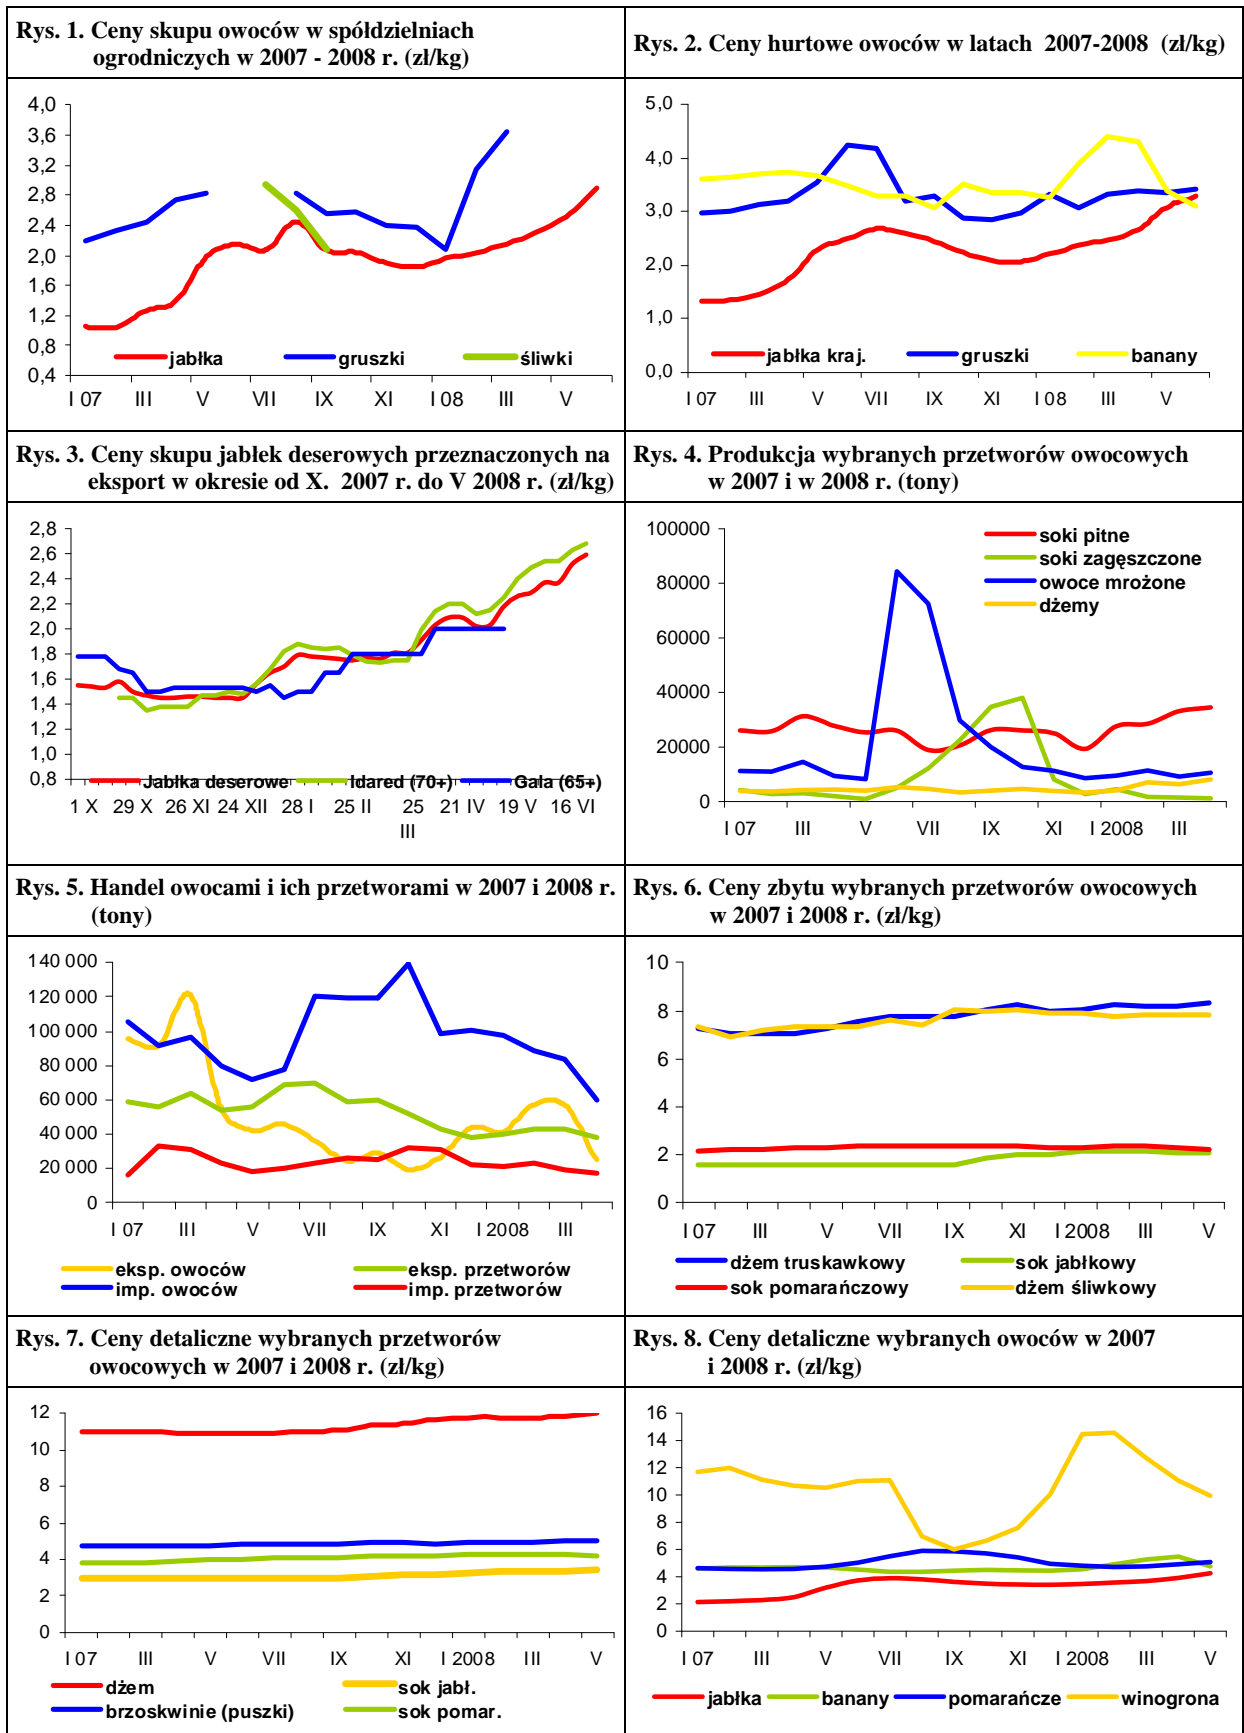 Rys. 1. Ceny skupu owoców w spółdzielniach
ogrodniczych w 2007 - 2008 r. (zł/kg)
Rys. 2. Ceny hurtowe owoców w latach 2007-2008 (zł/kg)
4,0
3,6
3,2
2,8
2,4
2,0
1,6
1,2
0,8
0,4
jabłka gruszki śliwki
I 07 III V VII IX XI I 08 III V
5,0
4,0
3,0
2,0
1,0
0,0
jabłka kraj. gruszki banany
I 07 III V VII IX XI I 08 III V
Rys. 3. Ceny skupu jabłek deserowych przeznaczonych na
eksport w okresie od X. 2007 r. do V 2008 r. (zł/kg)
Rys. 4. Produkcja wybranych przetworów owocowych
w 2007 i w 2008 r. (tony)
2,8
2,6
2,4
2,2
2,0
1,8
1,6
1,4
1,2
1,0
0,8
Jabłka deserowe Idared (70+) Gala (65+)
1 X 29 X 26 XI 24 XII 28 I 25 II 25 III 21 IV 19 V 16 VI
100000
80000
60000
40000
20000
0
soki pitne
soki zagęszczone
owoce mrożone
dżemy
I 07 III V VII IX XI I 2008 III
Rys. 5. Handel owocami i ich przetworami w 2007 i 2008 r.
(tony)
Rys. 6. Ceny zbytu wybranych przetworów owocowych
w 2007 i 2008 r. (zł/kg)
140 000
120 000
100 000
80 000
60 000
40 000
20 000
0
I 07 III V VII IX XI I 2008 III
eksp. owoców eksp. przetworów
imp. owoców imp. przetworów
10
8
6
4
2
0
I 07 III V VII IX XI I 2008 III V
dżem truskawkowy sok jabłkowy
sok pomarańczowy dżem śliwkowy
Rys. 7. Ceny detaliczne wybranych przetworów
owocowych w 2007 i 2008 r. (zł/kg)
Rys. 8. Ceny detaliczne wybranych owoców w 2007
i 2008 r. (zł/kg)
12
10
8
6
4
2
0
I 07 III V VII IX XI I 2008 III V
dżem sok jabł.
brzoskwinie (puszki) sok pomar.
16
14
12
10
8
6
4
2
0
I 07 III V VII IX XI I 2008 III V
jabłka banany pomarańcze winogrona